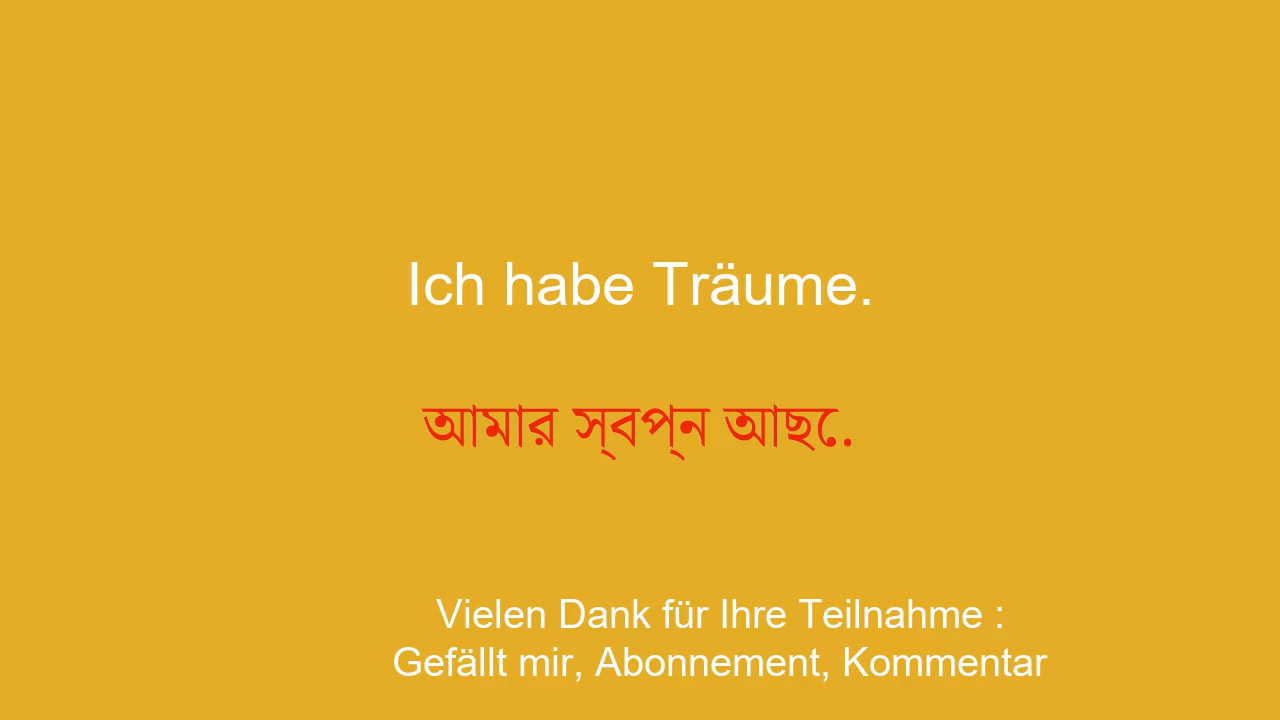 Ich habe Träume.
আমার স্বপ্ন আছে.
Vielen Dank für Ihre Teilnahme :
Gefällt mir, Abonnement, Kommentar